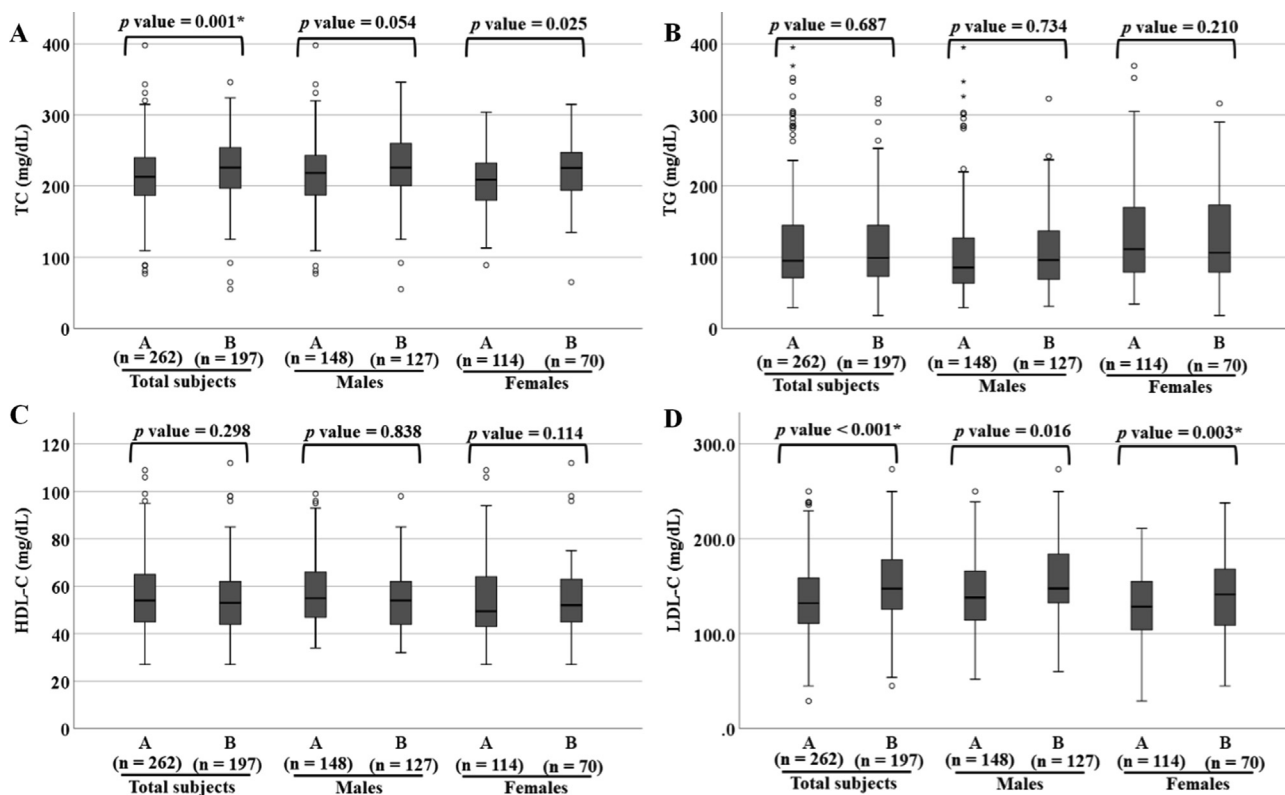 A
p value = 0.001* p value = 0.054 p value = 0.025
400
300
200
100
0
TC (mg/dL)
A B A B A B
(n = 262) (n = 197) (n = 148) (n = 127) (n = 114) (n = 70)
Total subjects Males Females
B
p value = 0.687 p value = 0.734 p value = 0.210
400
300
200
100
0
TG (mg/dL)
A B A B A B
(n = 262) (n = 197) (n = 148) (n = 127) (n = 114) (n = 70)
Total subjects Males Females
C
p value = 0.298 p value = 0.838 p value = 0.114
120
100
80
60
40
20
0
HDL-C (mg/dL)
A B A B A B
(n = 262) (n = 197) (n = 148) (n = 127) (n = 114) (n = 70)
Total subjects Males Females
D
p value < 0.001* p value = 0.016 p value = 0.003*
300.0
200.0
100.0
.0
LDL-C (mg/dL)
A B A B A B
(n = 262) (n = 197) (n = 148) (n = 127) (n = 114) (n = 70)
Total subjects Males Females